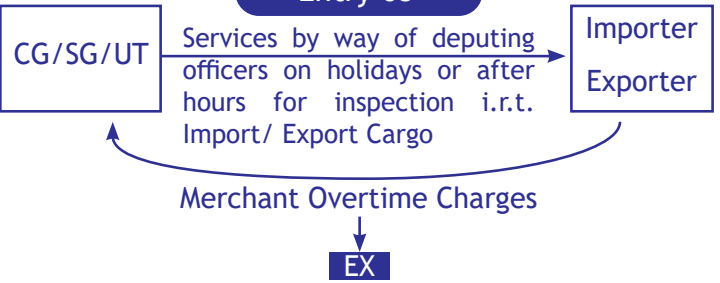 CG/SG/UT
Services by way of deputing
officers on holidays or after
hours for inspection i.r.t.
Import/ Export Cargo
Importer
Exporter
Merchant Overtime Charges
EX